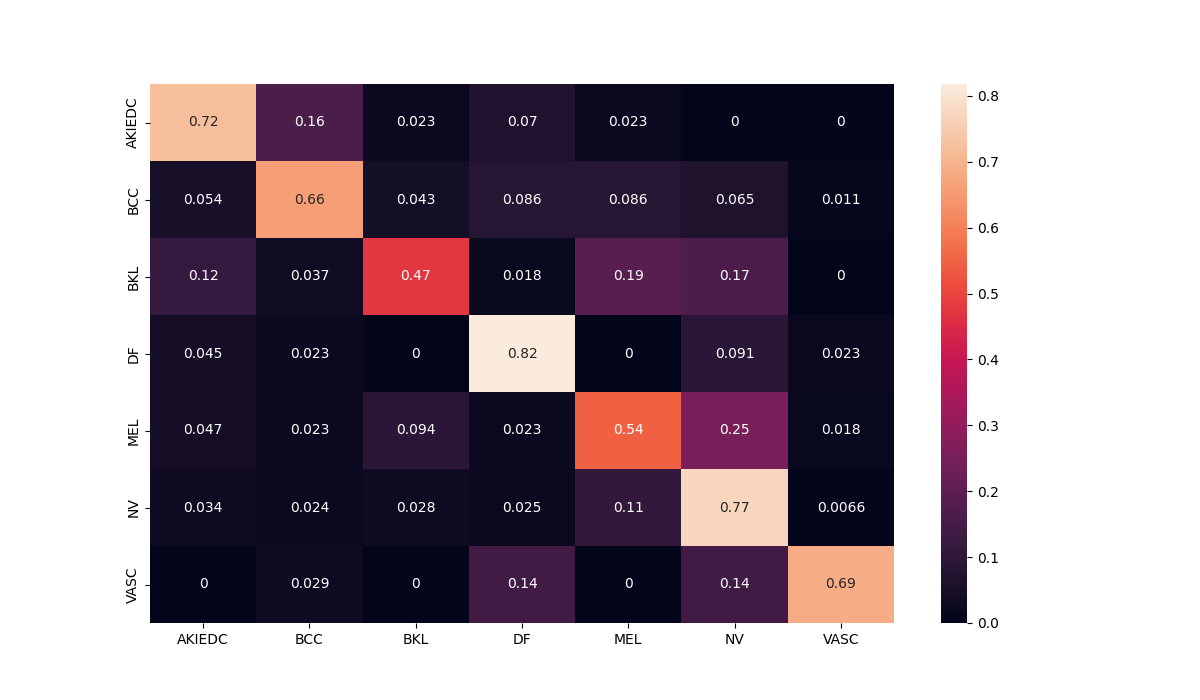 AKIEDC 0.72 0.16 0.023 0.07 0.023 0 0
BCC 0.054 0.66 0.043 0.086 0.086 0.065 0.011
BKL 0.12 0.037 0.47 0.018 0.19 0.17 0
DF 0.045 0.023 0 0.82 0 0.091 0.023
MEL 0.047 0.023 0.094 0.023 0.54 0.25 0.018
NV 0.034 0.024 0.028 0.025 0.11 0.77 0.0066
VASC 0 0.029 0 0.14 0 0.14 0.69
AKIEDC BCC BKL DF MEL NV VASC
0.8
0.7
0.6
0.5
0.4
0.3
0.2
0.1
0.0